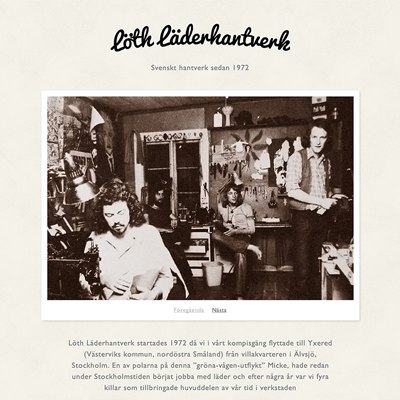 löth läderhantverk
Svenskt hantverk sedan 1972
Föregående Nästa
Löth Läderhantverk startades 1972 då vi i vårt kompisgäng flyttade till Yxered
(Västerviks kommun, nordöstra Småland) från villakvarteren i Älvsjö,
Stockholm. En av polarna på denna "gröna-vågen-utflykt" Micke, hade redan
under Stockholmstiden börjat jobba med läder och efter några år var vi fyra
killar som tillbringade huvuddelen av vår tid i verkstaden